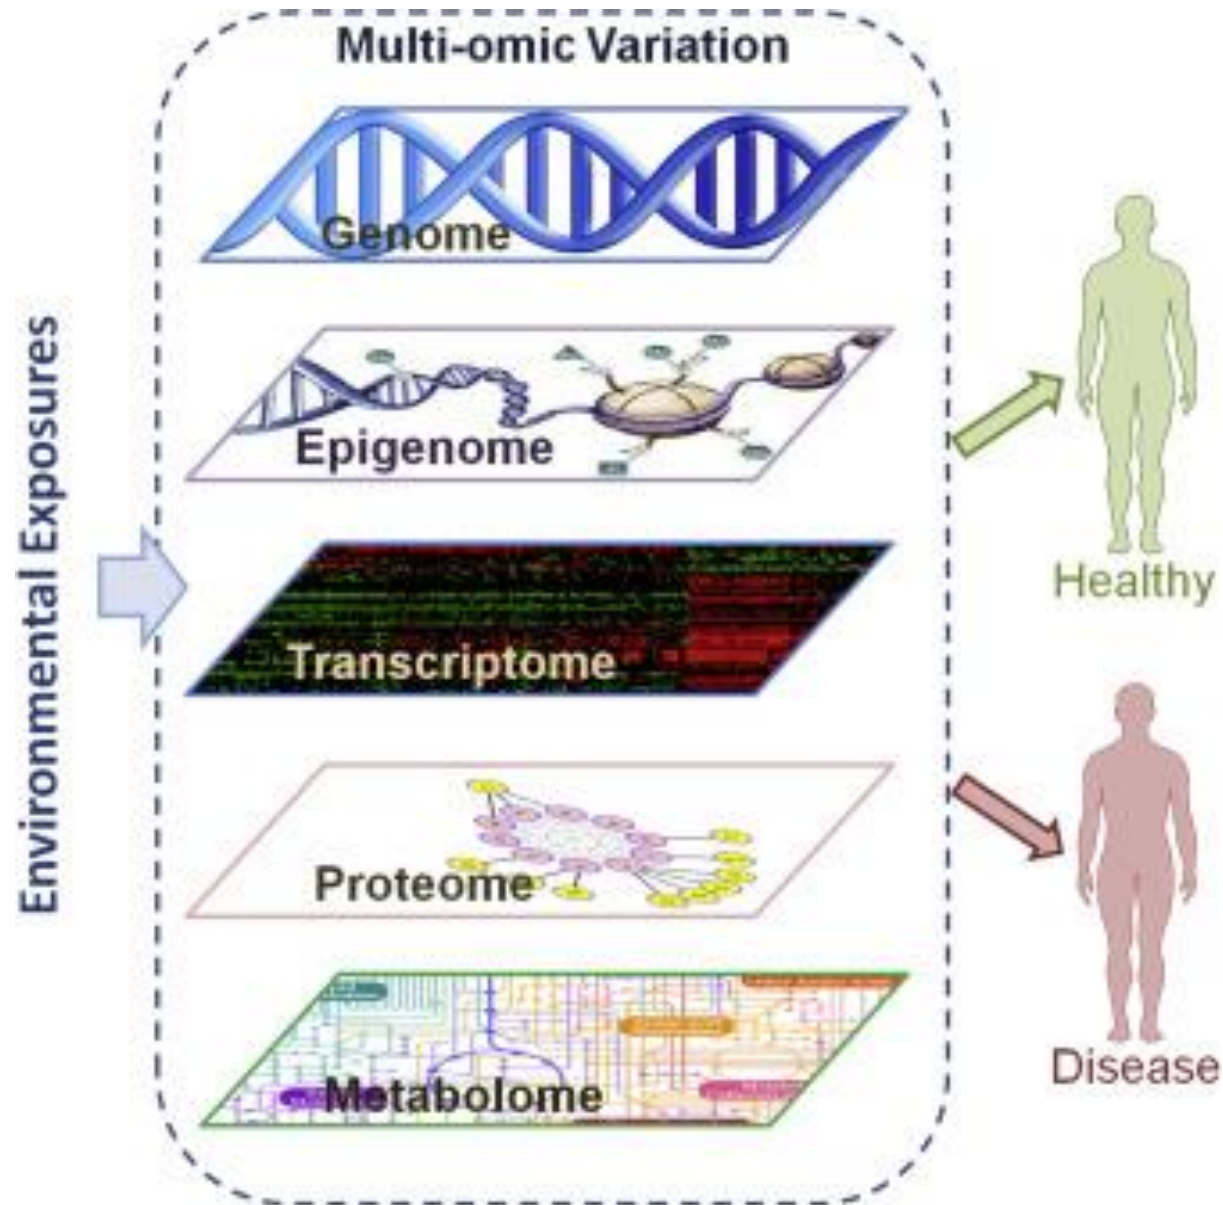 Multi-omic Variation
Genome
Epigenome
Transcriptome
Proteome
Metabolome
Environmental Exposures
Healthy
Disease